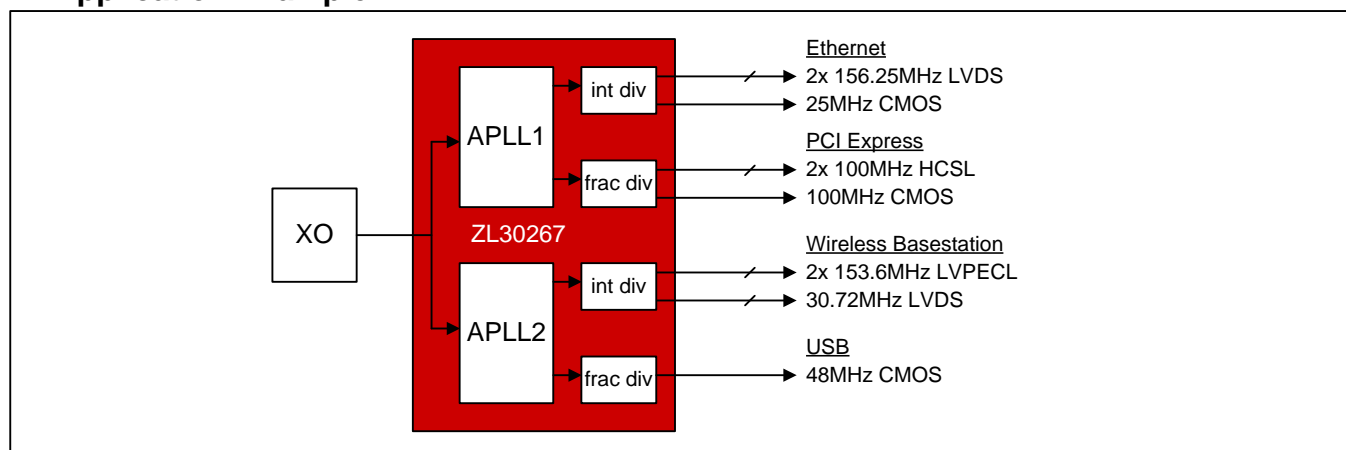 XO
APLL1
int div
frac div
ZL30267
APLL2
int div
frac div
Ethernet
2x 156.25MHz LVDS
25MHz CMOS
PCI Express
2x 100MHz HCSL
100MHz CMOS
Wireless Basestation
2x 153.6MHz LVPECL
30.72MHz LVDS
USB
48MHz CMOS